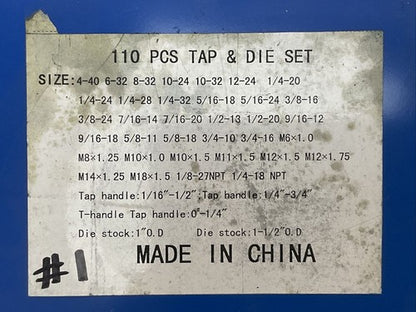 110 PCS TAP & DIE SET
SIZE:4-40 6-32 8-32 10-24 10-32 12-24 1/4-20
1/4-24 1/4-28 1/4-32 5/16-18 5/16-24 3/8-16
3/8-24 7/16-14 7/16-20 1/2-13 1/2-20 9/16-12
9/16-18 5/8-11 5/8-18 3/4-10 3/4-16 M6×1.0
M8×1.25 M10×1.0 M10×1.5 M11×1.5 M12×1.5 M12×1.75
M14×1.25 M18×1.5 1/8-27NPT 1/4-18 NPT
Tap handle:1/16"-1/2";Tap handle:1/4"-3/4"
T-handle Tap handle:0"-1/4"
Die stock:1"O.D Die stock:1-1/2"O.D
MADE IN CHINA
#1